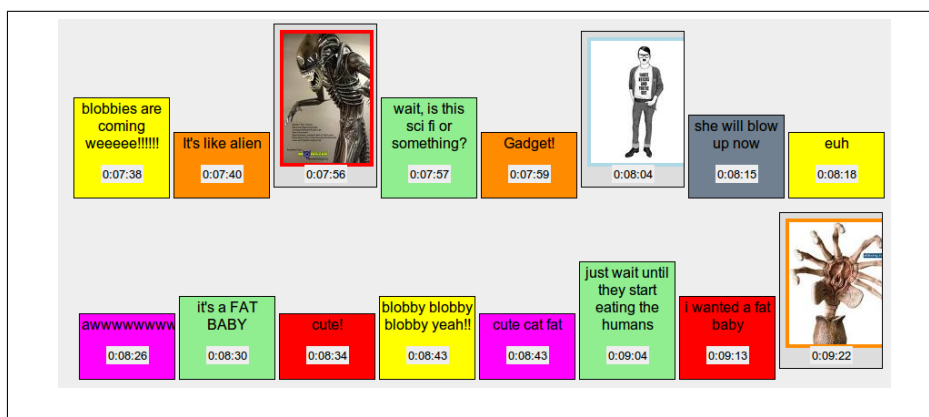 blobbies are
coming
weeeee!!!!!!
0:07:38
It's like alien
0:07:40
0:07:56
wait, is this
sci fi or
something?
0:07:57
Gadget!
0:07:59
0:08:04
she will blow
up now
0:08:15
euh
0:08:18
awwwwwwwww
0:08:26
it's a FAT
BABY
0:08:30
cute!
0:08:34
blobby blobby
blobby yeah!!
0:08:43
cute cat fat
0:08:43
just wait until
they start
eating the
humans
0:09:04
i wanted a fat
baby
0:09:13
0:09:22